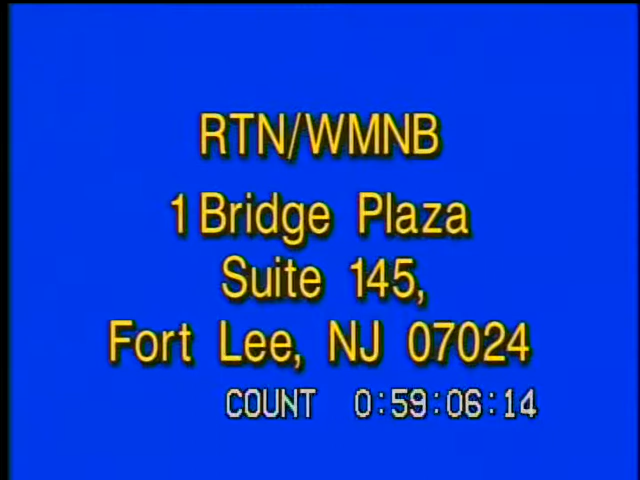 RTN/WMNB
1 Bridge Plaza
Suite 145,
Fort Lee, NJ 07024
COUNT 0:59:06:14